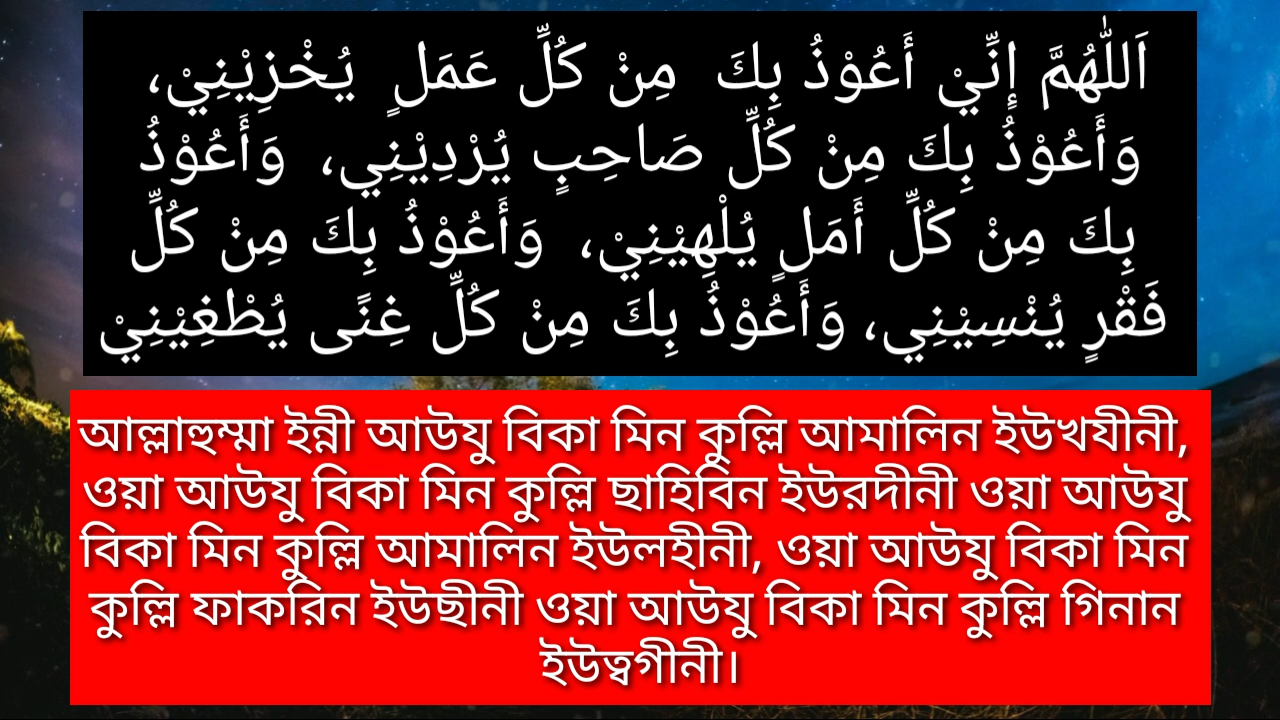 اَللّٰهُمَّ إِنِّيْ أَعُوْذُ بِكَ مِنْ كُلِّ عَمَلٍ يُخْزِيْنِيْ،
وَأَعُوْذُ بِكَ مِنْ كُلِّ صَاحِبٍ يُرْدِيْنِي، وَأَعُوْذُ
بِكَ مِنْ كُلِّ أَمَلٍ يُلْهِيْنِيْ، وَأَعُوْذُ بِكَ مِنْ كُلِّ
فَقْرٍ يُنْسِيْنِي، وَأَعُوْذُ بِكَ مِنْ كُلِّ غِنًى يُطْغِيْنِيْ
আল্লাহুম্মা ইন্নী আউযু বিকা মিন কুল্লি আমালিন ইউখযীনী,
ওয়া আউযু বিকা মিন কুল্লি ছাহিবিন ইউরদীনী ওয়া আউযু
বিকা মিন কুল্লি আমালিন ইউলহীনী, ওয়া আউযু বিকা মিন
কুল্লি ফাকরিন ইউছীনী ওয়া আউযু বিকা মিন কুল্লি গিনান
ইউত্বগীনী।